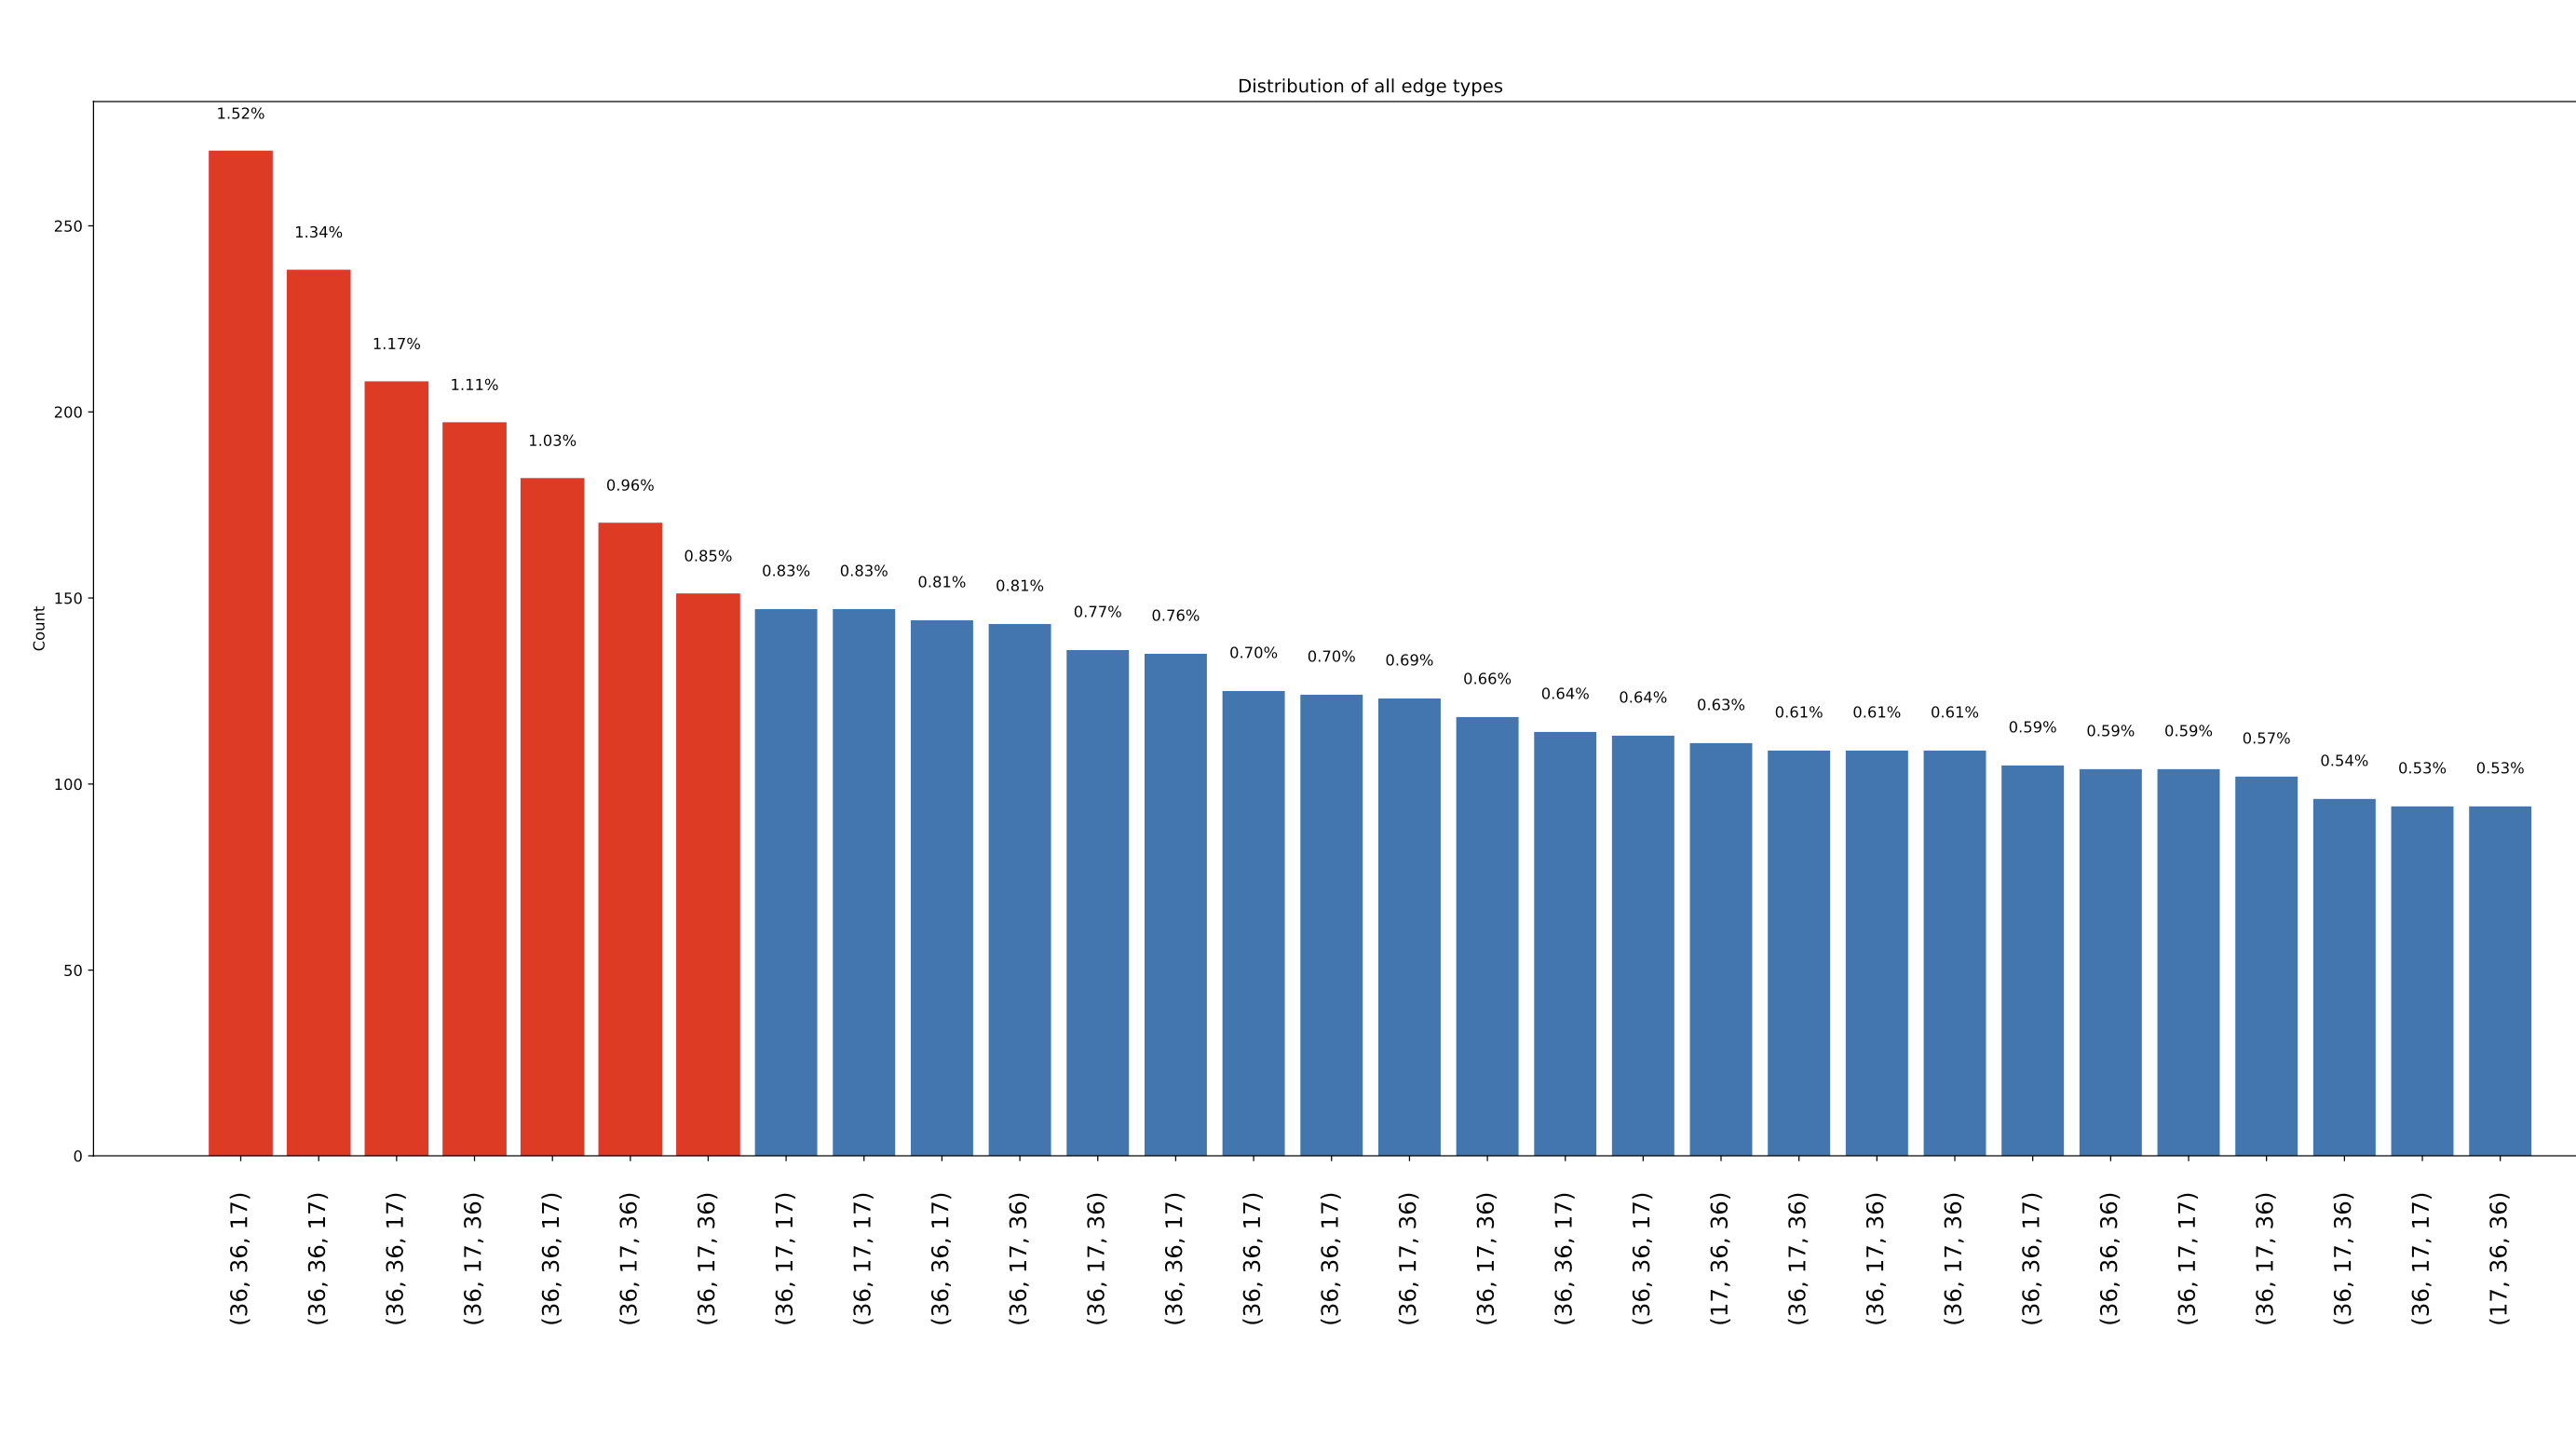 Distribution of all edge types
1.52%
1.34%
1.17%
1.11%
1.03%
0.96%
0.85%
0.83%
0.83%
0.81%
0.81%
0.77%
0.76%
0.70%
0.70%
0.69%
0.66%
0.64%
0.64%
0.63%
0.61%
0.61%
0.61%
0.59%
0.59%
0.59%
0.57%
0.54%
0.53%
0.53%
250
200
150
100
50
0
Count
(36, 36, 17)
(36, 36, 17)
(36, 36, 17)
(36, 17, 36)
(36, 36, 17)
(36, 17, 36)
(36, 17, 36)
(36, 17, 17)
(36, 17, 17)
(36, 36, 17)
(36, 17, 36)
(36, 17, 36)
(36, 36, 17)
(36, 36, 17)
(36, 36, 17)
(36, 17, 36)
(36, 17, 36)
(36, 36, 17)
(36, 36, 17)
(17, 36, 36)
(36, 17, 36)
(36, 17, 36)
(36, 17, 36)
(36, 36, 17)
(36, 36, 36)
(36, 17, 17)
(36, 17, 36)
(36, 17, 36)
(36, 17, 17)
(17, 36, 36)